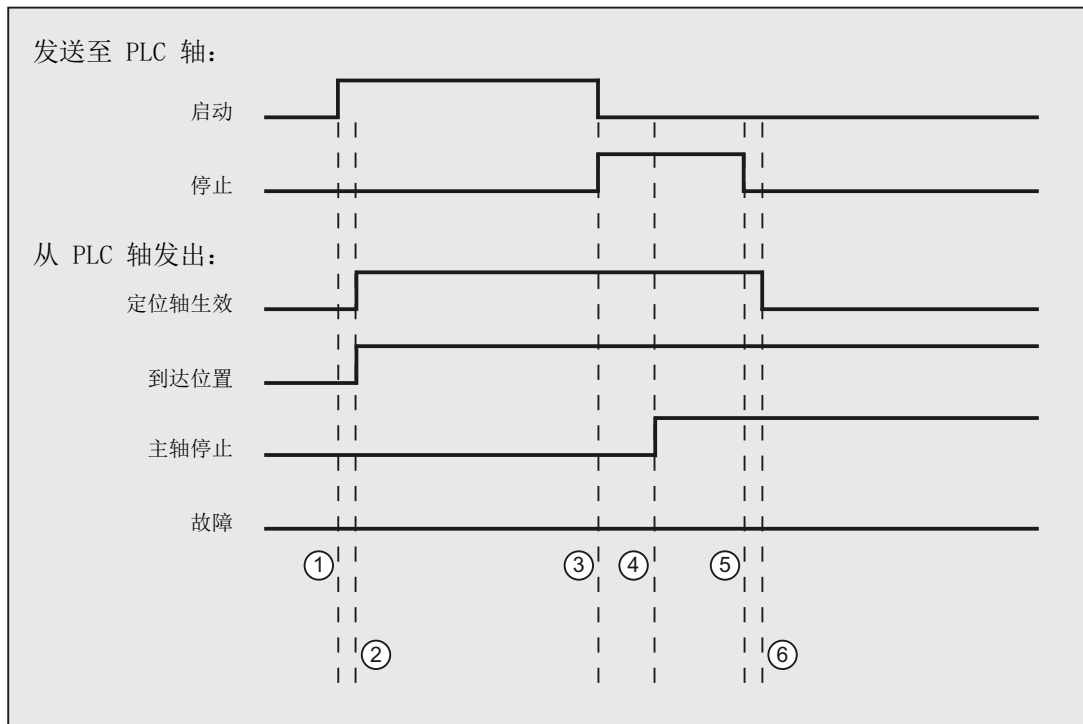 发送至 PLC 轴：
启动
停止
从 PLC 轴发出：
定位轴生效
到达位置
主轴停止
故障
① ③ ④ ⑤
② ⑥